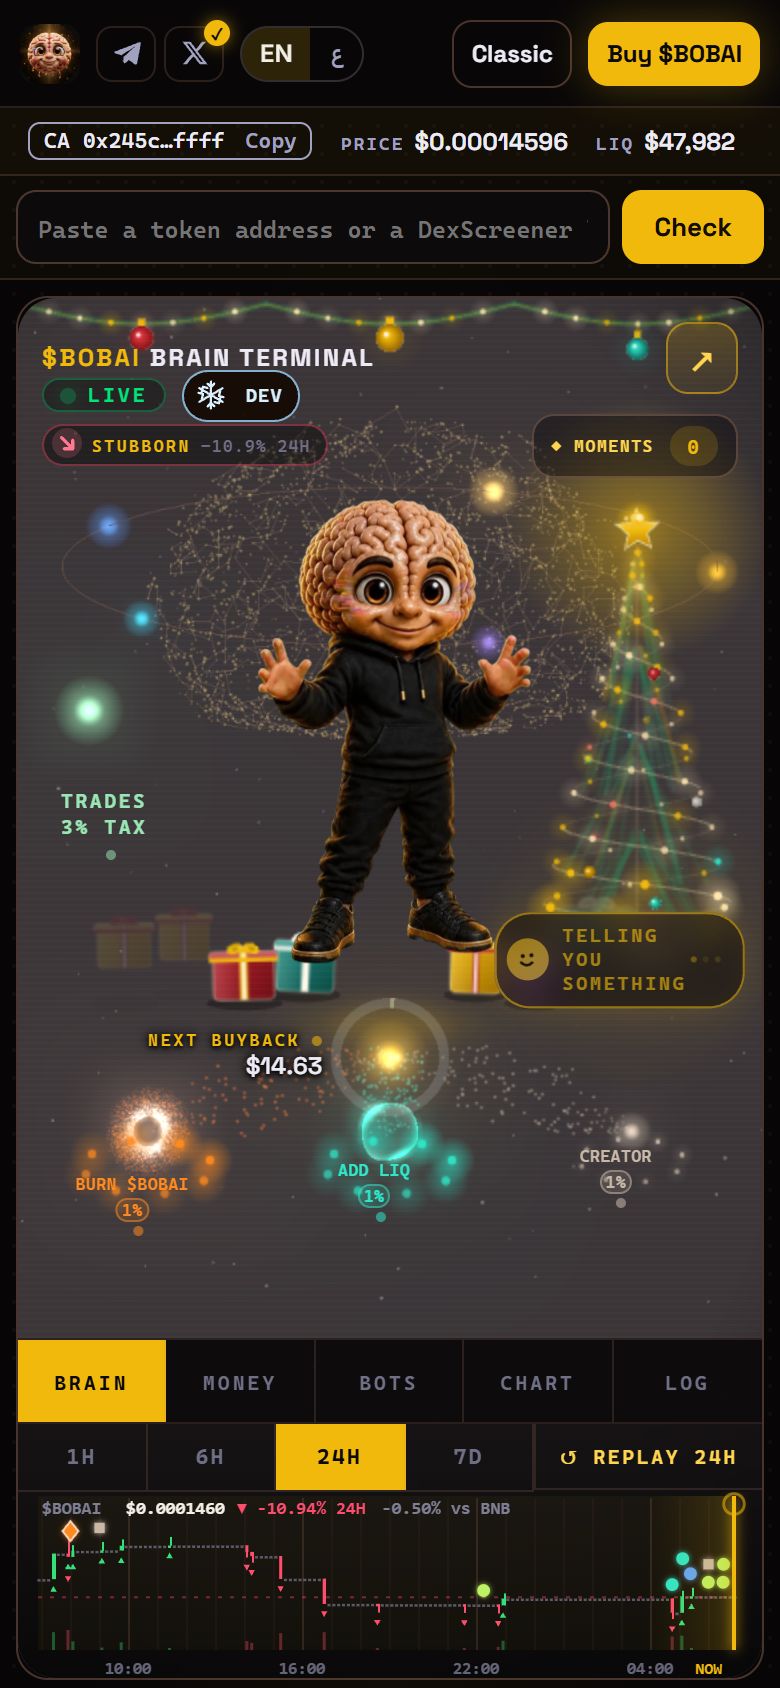 EN ع Classic Buy $BOBAI
CA 0x245c…ffff Copy PRICE $0.00014596 LIQ $47,982
Paste a token address or a DexScreener Check
$BOBAI BRAIN TERMINAL ↗
LIVE DEV
STUBBORN −10.9% 24H ◆ MOMENTS 0
TRADES
3% TAX
TELLING
YOU
SOMETHING
NEXT BUYBACK
$14.63
BURN $BOBAI
1%
ADD LIQ
1%
CREATOR
1%
BRAIN MONEY BOTS CHART LOG
1H 6H 24H 7D ↺ REPLAY 24H
$BOBAI $0.0001460 ▼ -10.94% 24H -0.50% vs BNB
10:00 16:00 22:00 04:00 NOW